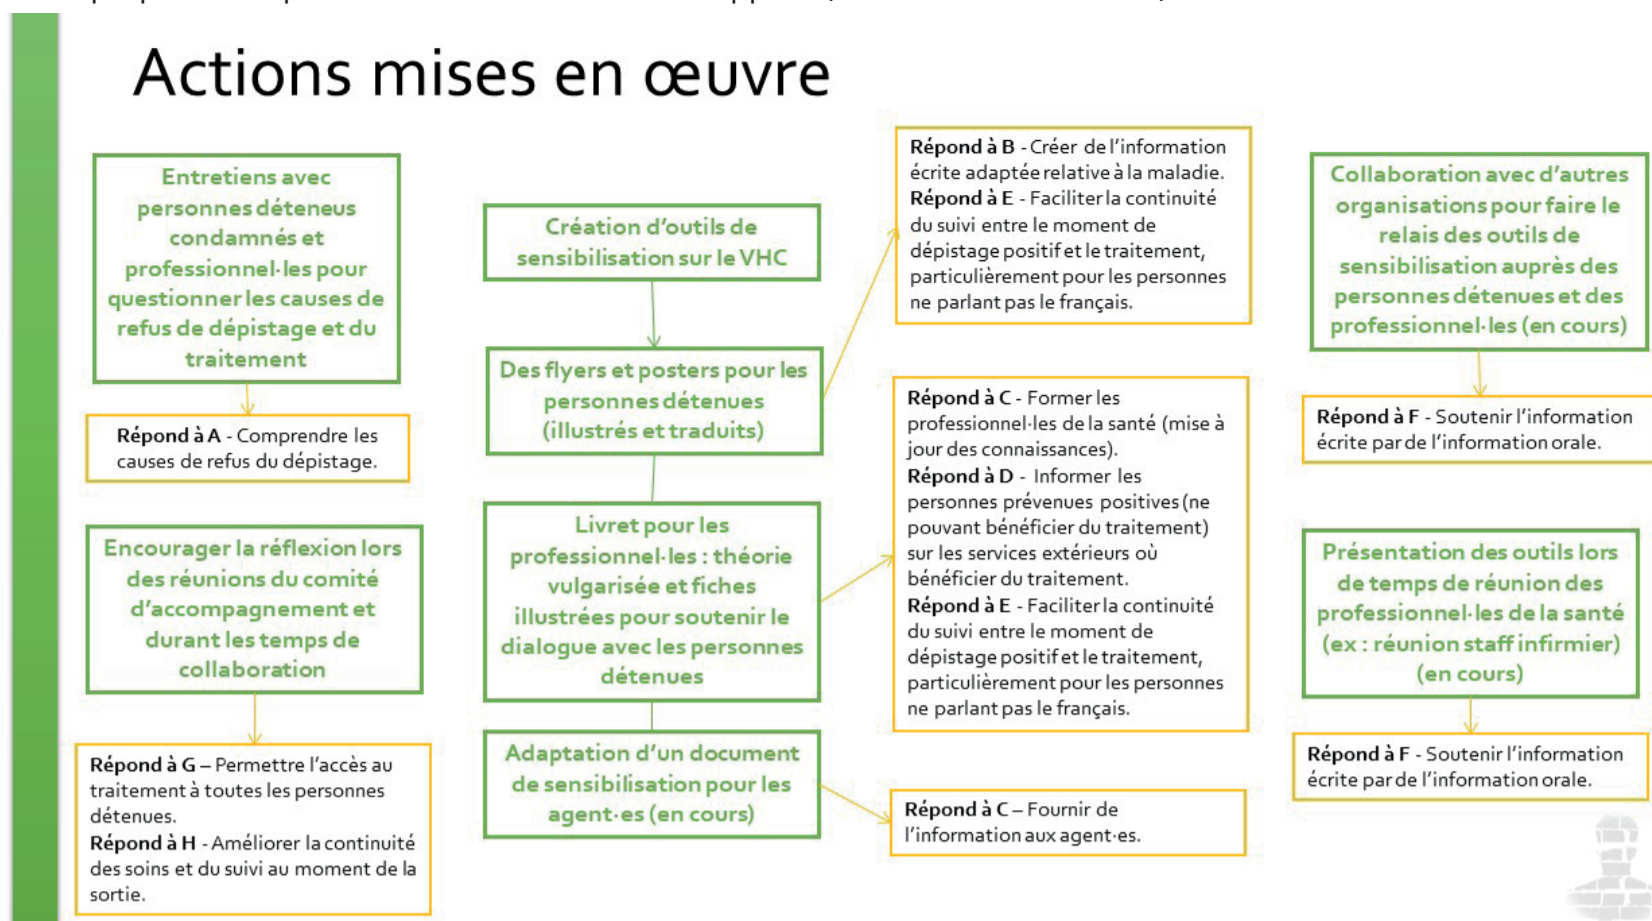 Actions mises en œuvre
Entretiens avec
personnes déteneus
condamnés et
professionnel·les pour
questionner les causes de
refus de dépistage et du
traitement
Répond à A - Comprendre les
causes de refus du dépistage.
Encourager la réflexion lors
des réunions du comité
d’accompagnement et
durant les temps de
collaboration
Répond à G – Permettre l’accès au
traitement à toutes les personnes
détenues.
Répond à H - Améliorer la continuité
des soins et du suivi au moment de la
sortie.
Création d’outils de
sensibilisation sur le VHC
Des flyers et posters pour les
personnes détenues
(illustrés et traduits)
Livret pour les
professionnel·les : théorie
vulgarisée et fiches
illustrées pour soutenir le
dialogue avec les personnes
détenues
Adaptation d’un document
de sensibilisation pour les
agent·es (en cours)
Répond à B - Créer de l’information
écrite adaptée relative à la maladie.
Répond à E - Faciliter la continuité
du suivi entre le moment de
dépistage positif et le traitement,
particulièrement pour les personnes
ne parlant pas le français.
Répond à C - Former les
professionnel·les de la santé (mise à
jour des connaissances).
Répond à D - Informer les
personnes prévenues positives (ne
pouvant bénéficier du traitement)
sur les services extérieurs où
bénéficier du traitement.
Répond à E - Faciliter la continuité
du suivi entre le moment de
dépistage positif et le traitement,
particulièrement pour les personnes
ne parlant pas le français.
Répond à C – Fournir de
l’information aux agent·es.
Collaboration avec d’autres
organisations pour faire le
relais des outils de
sensibilisation auprès des
personnes détenues et des
professionnel·les (en cours)
Répond à F - Soutenir l’information
écrite par de l’information orale.
Présentation des outils lors
de temps de réunion des
professionnel·les de la santé
(ex : réunion staff infirmier)
(en cours)
Répond à F - Soutenir l’information
écrite par de l’information orale.